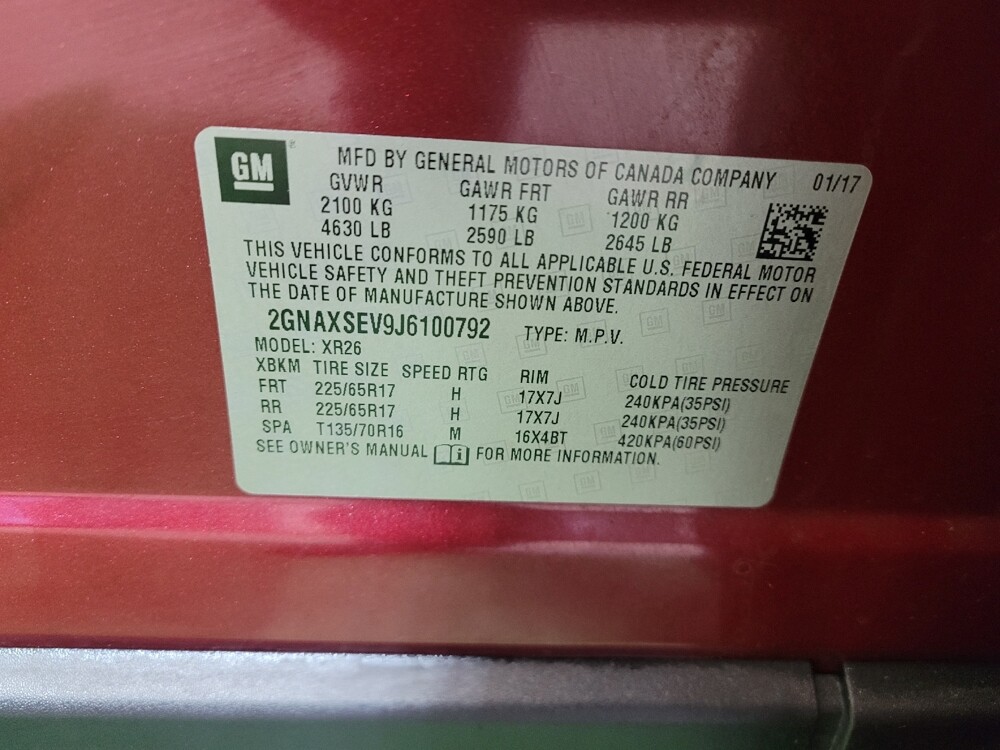 GM
MFD BY GENERAL MOTORS OF CANADA COMPANY 01/17
GVWR GAWR FRT GAWR RR
2100 KG 1175 KG 1200 KG
4630 LB 2590 LB 2645 LB
THIS VEHICLE CONFORMS TO ALL APPLICABLE U.S. FEDERAL MOTOR
VEHICLE SAFETY AND THEFT PREVENTION STANDARDS IN EFFECT ON
THE DATE OF MANUFACTURE SHOWN ABOVE.
2GNAXSEV9J6100792 TYPE: M.P.V.
MODEL: XR26
XBKM TIRE SIZE SPEED RTG RIM COLD TIRE PRESSURE
FRT 225/65R17 H 17X7J 240KPA(35PSI)
RR 225/65R17 H 17X7J 240KPA(35PSI)
SPA T135/70R16 M 16X4BT 420KPA(60PSI)
SEE OWNER'S MANUAL i FOR MORE INFORMATION.